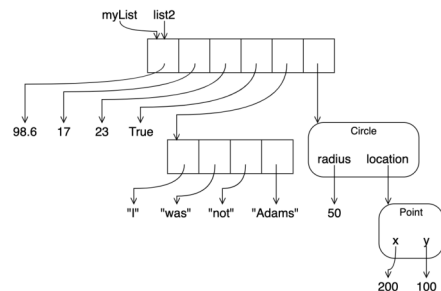 myList list2
98.6 17 23 True
Circle
radius location
"I" "was" "not" "Adams" 50
Point
x y
200 100